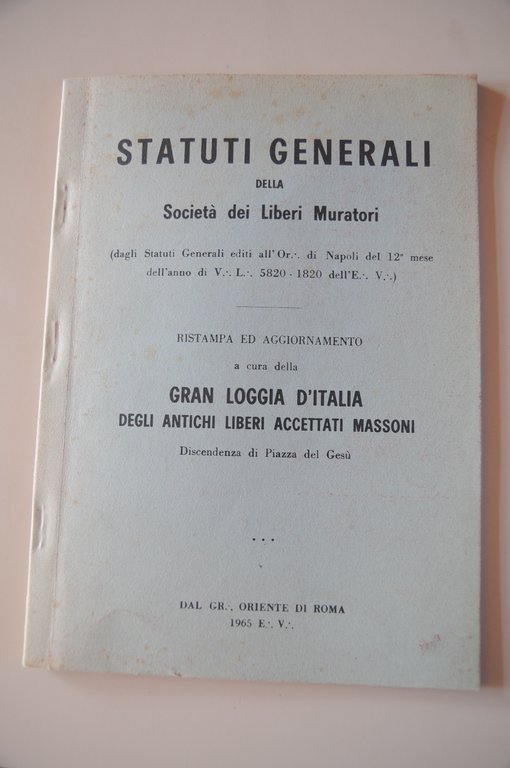 STATUTI GENERALI
DELLA
Società dei Liberi Muratori
(dagli Statuti Generali editi all'Or∴ di Napoli del 12º mese
dell'anno di V∴ L∴ 5820 - 1820 dell'E∴ V∴)
RISTAMPA ED AGGIORNAMENTO
a cura della
GRAN LOGGIA D'ITALIA
DEGLI ANTICHI LIBERI ACCETTATI MASSONI
Discendenza di Piazza del Gesù
...
DAL GR∴ ORIENTE DI ROMA
1965 E∴ V∴